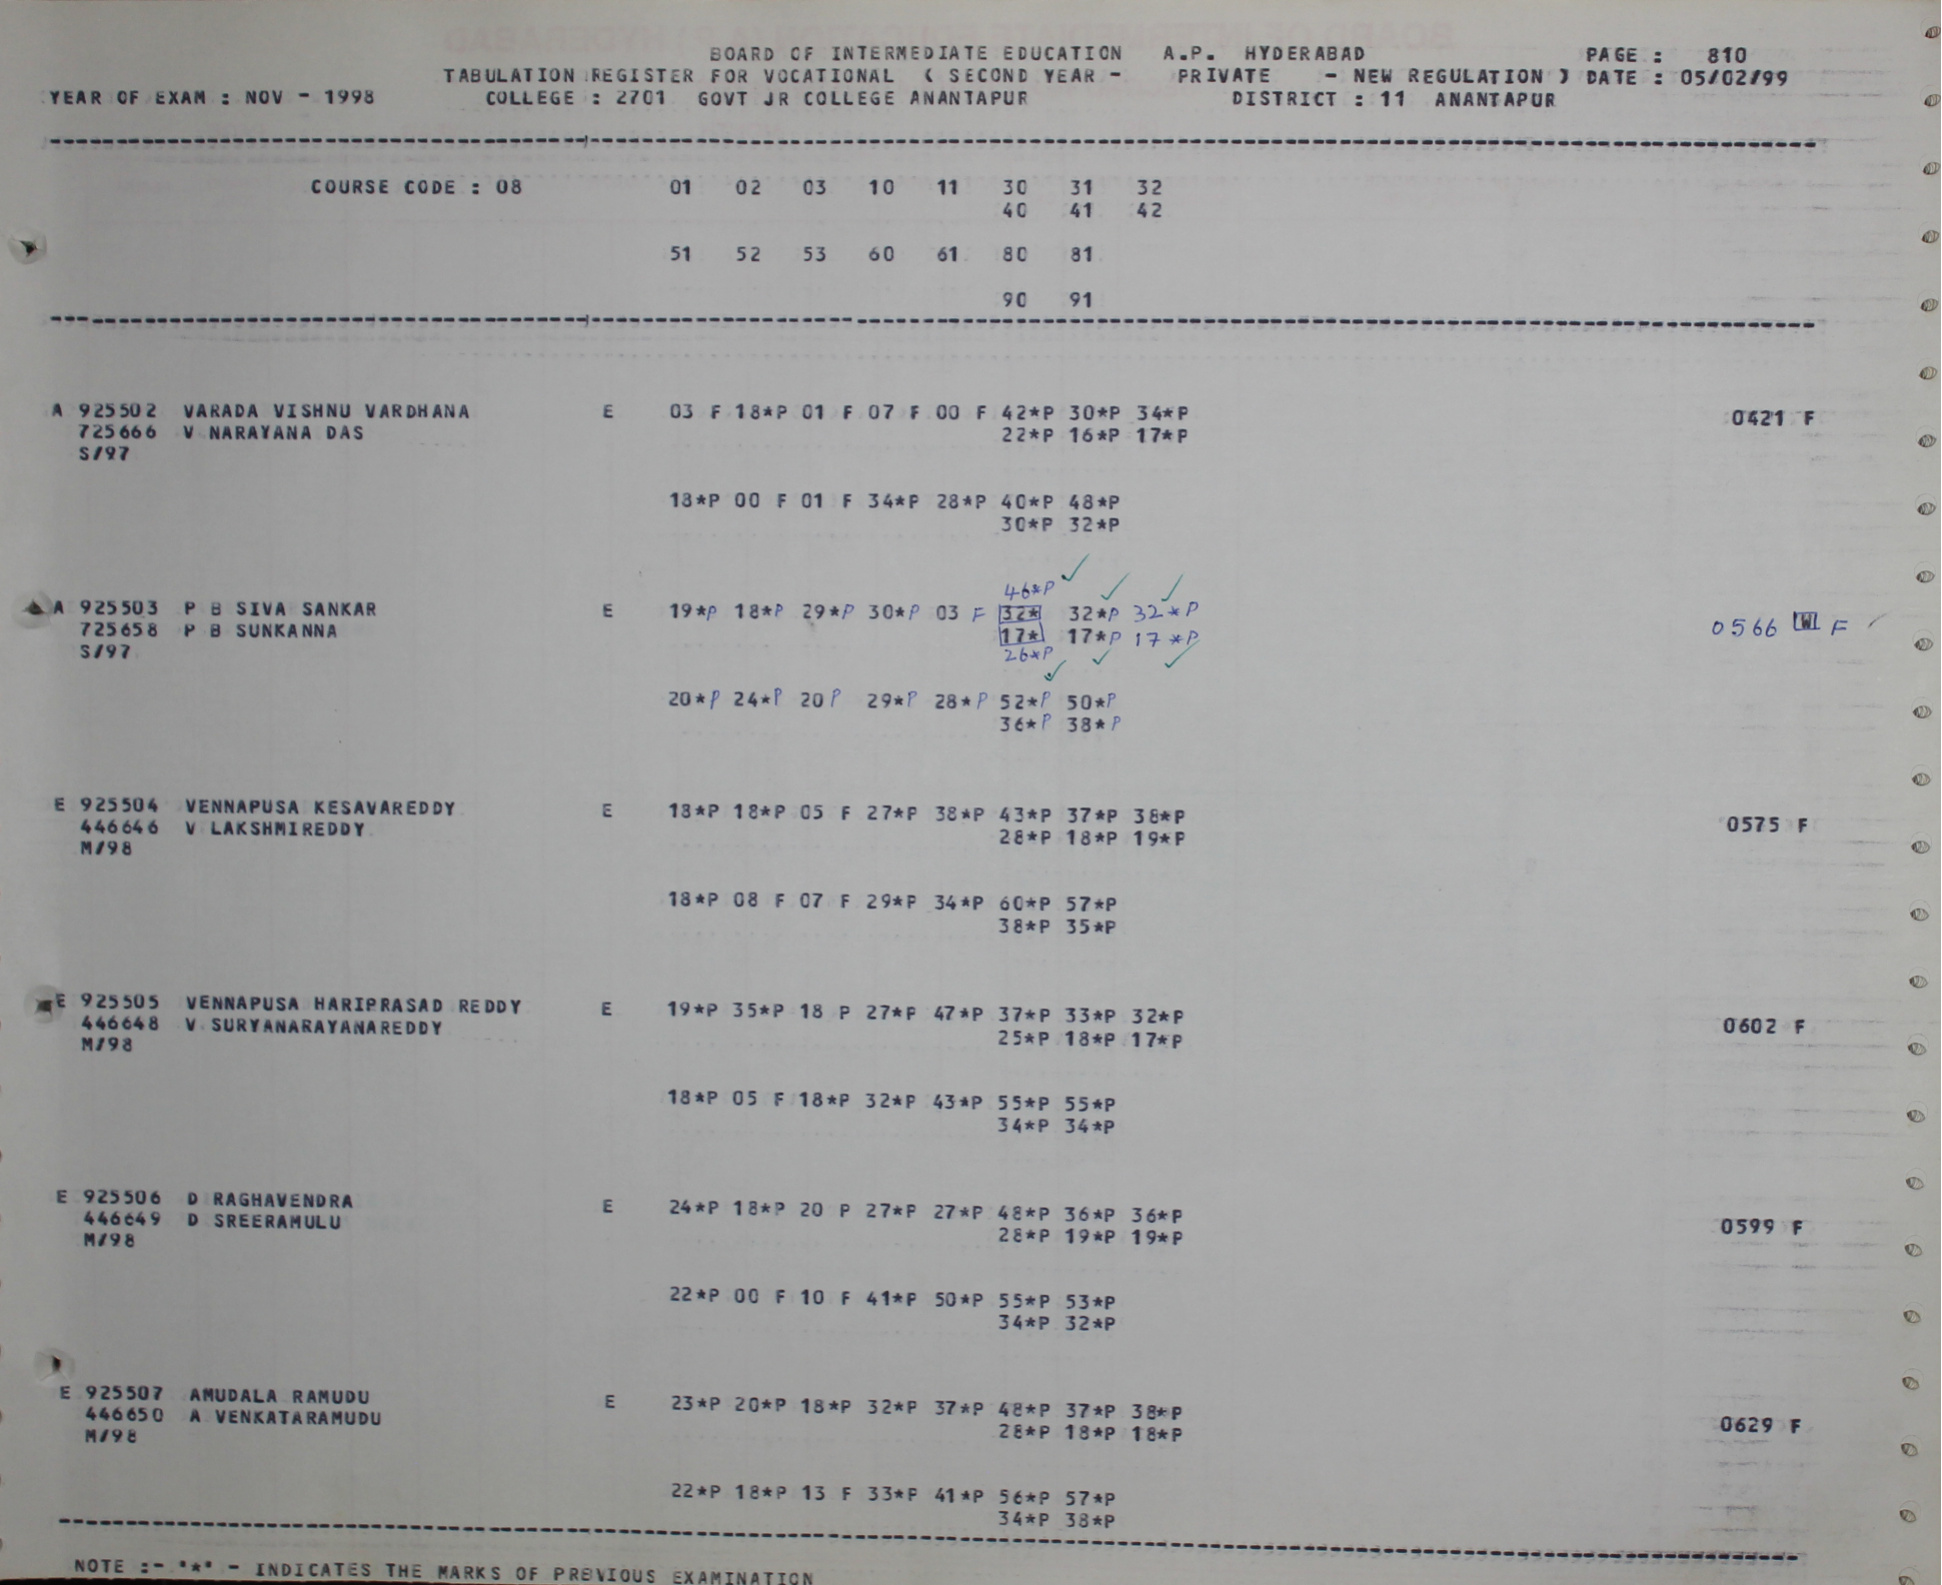 BOARD OF INTERMEDIATE EDUCATION A.P. HYDERABAD PAGE : 810
TABULATION REGISTER FOR VOCATIONAL ( SECOND YEAR - PRIVATE - NEW REGULATION ) DATE : 05/02/99
YEAR OF EXAM : NOV - 1998 COLLEGE : 2701 GOVT JR COLLEGE ANANTAPUR DISTRICT : 11 ANANTAPUR
COURSE CODE : 08 01 02 03 10 11 30 31 32
40 41 42
51 52 53 60 61 80 81
90 91
A 925502 VARADA VISHNU VARDHANA E 03 F 18*P 01 F 07 F 00 F 42*P 30*P 34*P 0421 F
725666 V NARAYANA DAS 22*P 16*P 17*P
S/97
18*P 00 F 01 F 34*P 28*P 40*P 48*P
30*P 32*P
46*P
A 925503 P B SIVA SANKAR E 19*P 18*P 29*P 30*P 03 F 32* 32*P 32*P
725658 P B SUNKANNA 17* 17*P 17*P 0566 W F
S/97 26*P
20*P 24*P 20 P 29*P 28*P 52*P 50*P
36*P 38*P
E 925504 VENNAPUSA KESAVAREDDY E 18*P 18*P 05 F 27*P 38*P 43*P 37*P 38*P 0575 F
446646 V LAKSHMIREDDY 28*P 18*P 19*P
M/98
18*P 08 F 07 F 29*P 34*P 60*P 57*P
38*P 35*P
E 925505 VENNAPUSA HARIPRASAD REDDY E 19*P 35*P 18 P 27*P 47*P 37*P 33*P 32*P 0602 F
446648 V SURYANARAYANAREDDY 25*P 18*P 17*P
M/98
18*P 05 F 18*P 32*P 43*P 55*P 55*P
34*P 34*P
E 925506 D RAGHAVENDRA E 24*P 18*P 20 P 27*P 27*P 48*P 36*P 36*P 0599 F
446649 D SREERAMULU 28*P 19*P 19*P
M/98
22*P 00 F 10 F 41*P 50*P 55*P 53*P
34*P 32*P
E 925507 AMUDALA RAMUDU E 23*P 20*P 18*P 32*P 37*P 48*P 37*P 38*P 0629 F
446650 A VENKATARAMUDU 28*P 18*P 18*P
M/98
22*P 18*P 13 F 33*P 41*P 56*P 57*P
34*P 38*P
NOTE :- '*' - INDICATES THE MARKS OF PREVIOUS EXAMINATION